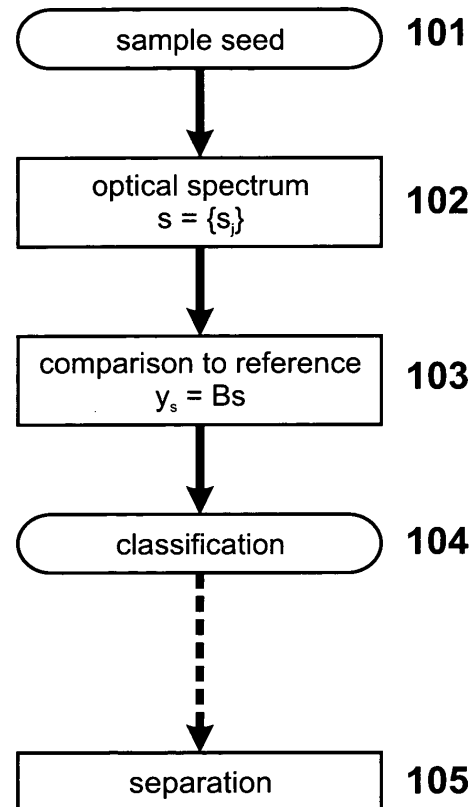 sample seed 101
optical spectrum
s = {sⱼ} 102
comparison to reference
yₛ = Bs 103
classification 104
separation 105